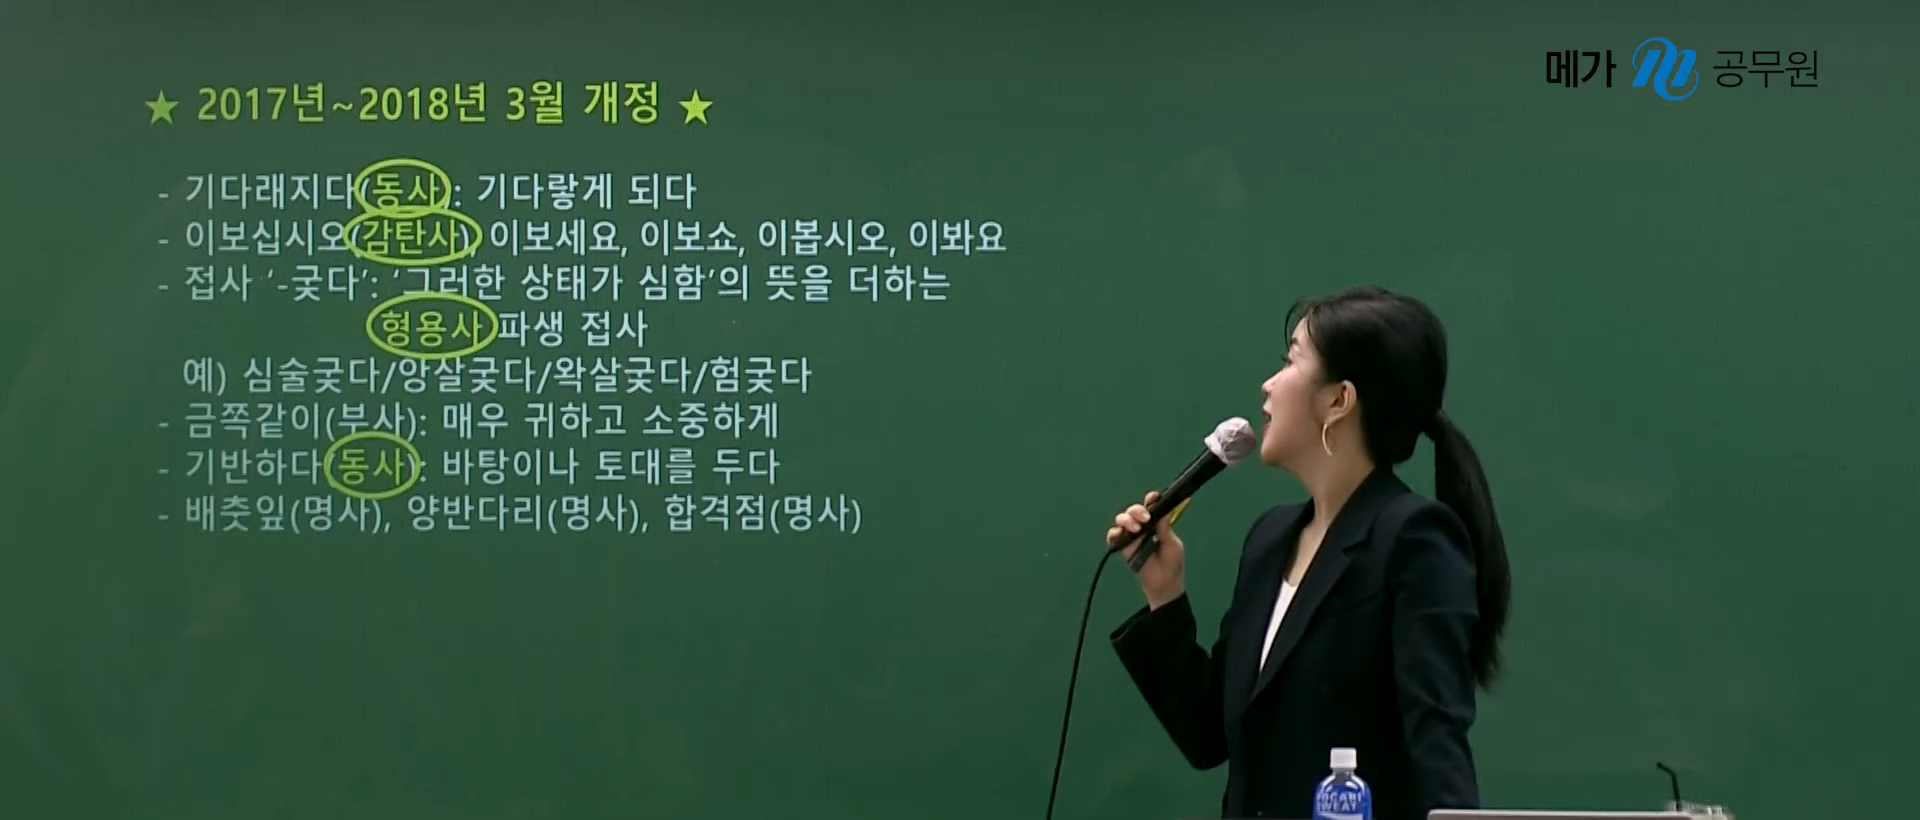 메가 공무원
★ 2017년~2018년 3월 개정 ★
- 기다래지다(동사): 기다랗게 되다
- 이보십시오(감탄사), 이보세요, 이보쇼, 이봅시오, 이봐요
- 접사 ‘-궂다’: ‘그러한 상태가 심함’의 뜻을 더하는
형용사 파생 접사
예) 심술궂다/앙살궂다/왁살궂다/험궂다
- 금쪽같이(부사): 매우 귀하고 소중하게
- 기반하다(동사): 바탕이나 토대를 두다
- 배춧잎(명사), 양반다리(명사), 합격점(명사)
POCARI
SWEAT